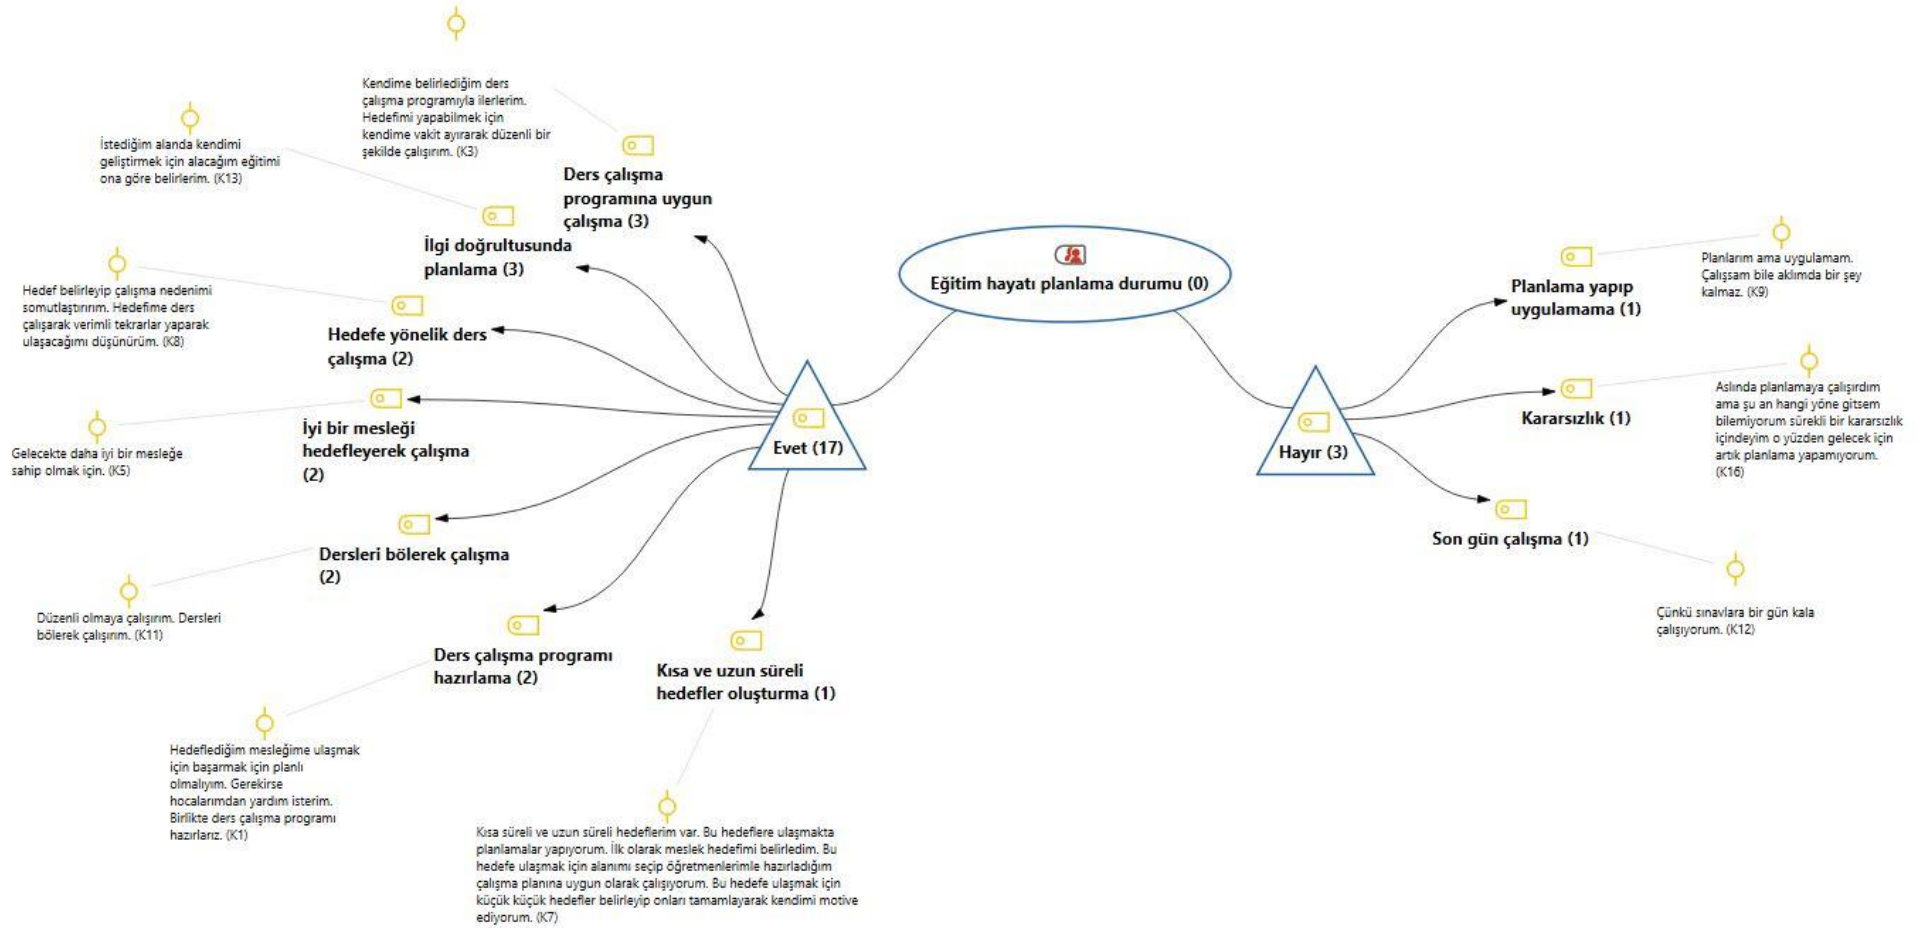 Eğitim hayatı planlama durumu (0)
Evet (17)
Ders çalışma
programına uygun
çalışma (3)
Kendime belirlediğim ders
çalışma programıyla ilerlerim.
Hedefimi yapabilmek için
kendime vakit ayırarak düzenli bir
şekilde çalışırım. (K3)
İlgi doğrultusunda
planlama (3)
İstediğim alanda kendimi
geliştirmek için alacağım eğitimi
ona göre belirlerim. (K13)
Hedefe yönelik ders
çalışma (2)
Hedef belirleyip çalışma nedenimi
somutlaştırırım. Hedefime ders
çalışarak verimli tekrarlar yaparak
ulaşacağımı düşünürüm. (K8)
İyi bir mesleği
hedefleyerek çalışma
(2)
Gelecekte daha iyi bir mesleğe
sahip olmak için. (K5)
Dersleri bölerek çalışma
(2)
Düzenli olmaya çalışırım. Dersleri
bölerek çalışırım. (K11)
Ders çalışma programı
hazırlama (2)
Hedeflediğim mesleğime ulaşmak
için başarmak için planlı
olmalıyım. Gerekirse
hocalarımdan yardım isterim.
Birlikte ders çalışma programı
hazırlarız. (K1)
Kısa ve uzun süreli
hedefler oluşturma (1)
Kısa süreli ve uzun süreli hedeflerim var. Bu hedeflere ulaşmakta
planlamalar yapıyorum. İlk olarak meslek hedefimi belirledim. Bu
hedefe ulaşmak için alanımı seçip öğretmenlerimle hazırladığım
çalışma planına uygun olarak çalışıyorum. Bu hedefe ulaşmak için
küçük küçük hedefler belirleyip onları tamamlayarak kendimi motive
ediyorum. (K7)
Hayır (3)
Planlama yapıp
uygulamama (1)
Planlarım ama uygulamam.
Çalışsam bile aklımda bir şey
kalmaz. (K9)
Kararsızlık (1)
Aslında planlamaya çalışırdım
ama şu an hangi yöne gitsem
bilemiyorum sürekli bir kararsızlık
içindeyim o yüzden gelecek için
artık planlama yapamıyorum.
(K16)
Son gün çalışma (1)
Çünkü sınavlara bir gün kala
çalışıyorum. (K12)